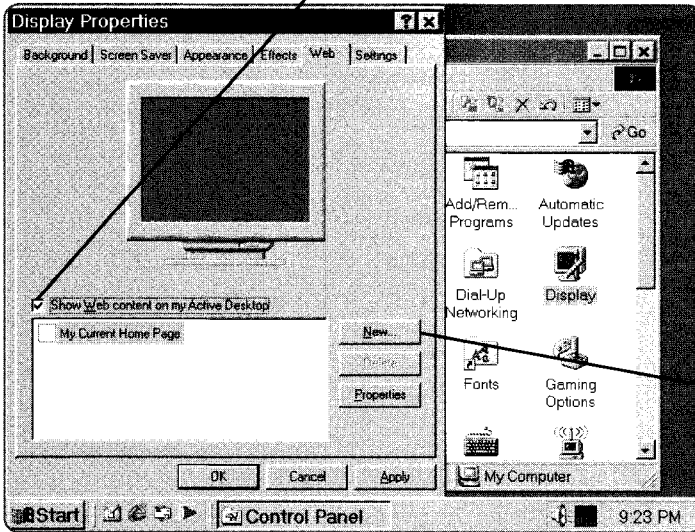 Display Properties
Background Screen Saver Appearance Effects Web Settings
Go
Add/Rem... Programs
Automatic Updates
Dial-Up Networking
Display
Show Web content on my Active Desktop
My Current Home Page
New...
Delete
Properties
Fonts
Gaming Options
OK Cancel Apply
My Computer
Start
Control Panel
9:23 PM